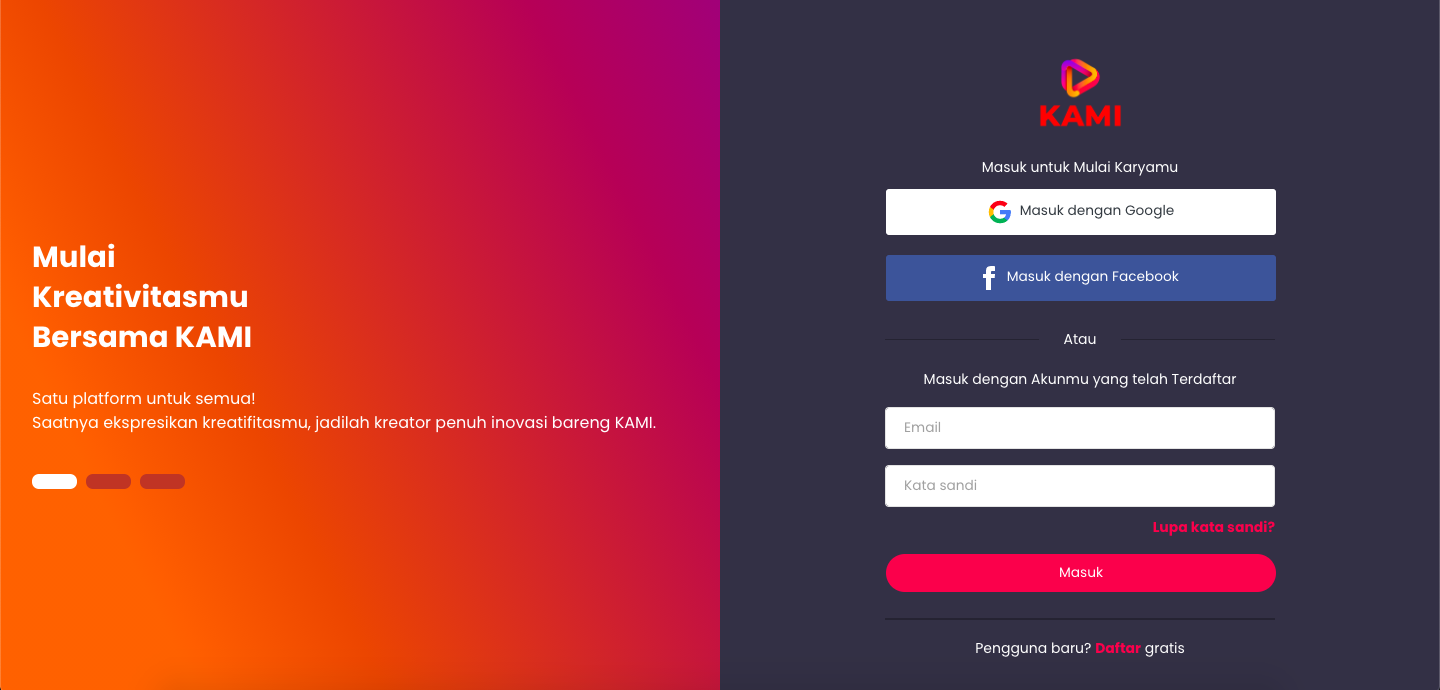 Mulai
Kreativitasmu
Bersama KAMI
Satu platform untuk semua!
Saatnya ekspresikan kreatifitasmu, jadilah kreator penuh inovasi bareng KAMI.
KAMI
Masuk untuk Mulai Karyamu
Masuk dengan Google
Masuk dengan Facebook
Atau
Masuk dengan Akunmu yang telah Terdaftar
Email
Kata sandi
Lupa kata sandi?
Masuk
Pengguna baru? Daftar gratis